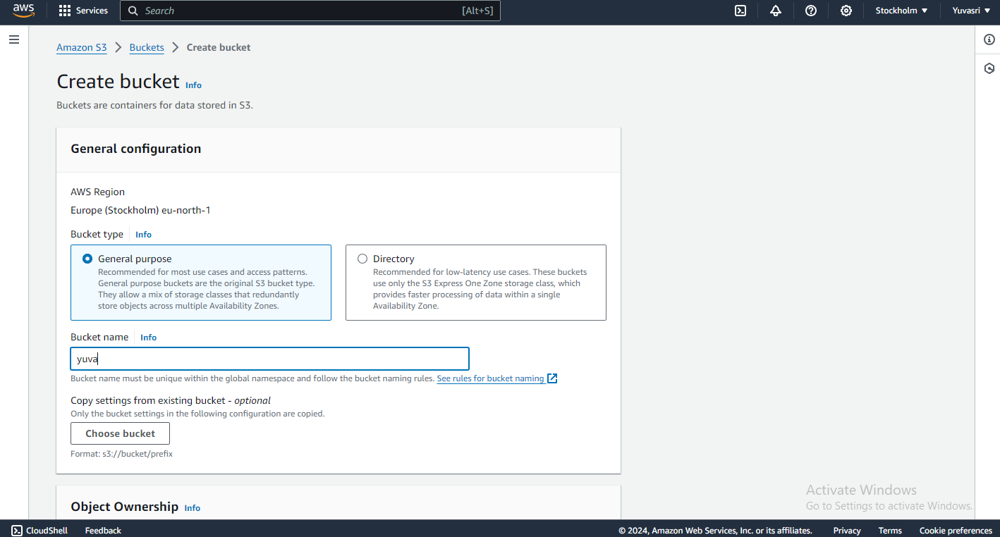 aws
Services
Search
[Alt+S]
Stockholm
Yuvasri
Amazon S3
Buckets
Create bucket
Create bucket Info
Buckets are containers for data stored in S3.
General configuration
AWS Region
Europe (Stockholm) eu-north-1
Bucket type
Info
General purpose
Recommended for most use cases and access patterns.
General purpose buckets are the original S3 bucket type.
They allow a mix of storage classes that redundantly
store objects across multiple Availability Zones.
Directory
Recommended for low-latency use cases. These buckets
use only the S3 Express One Zone storage class, which
provides faster processing of data within a single
Availability Zone.
Bucket name
Info
yuva
Bucket name must be unique within the global namespace and follow the bucket naming rules. See rules for bucket naming
Copy settings from existing bucket - optional
Only the bucket settings in the following configuration are copied.
Choose bucket
Format: s3://bucket/prefix
Object Ownership Info
Activate Windows
Go to Settings to activate Windows.
CloudShell
Feedback
© 2024, Amazon Web Services, Inc. or its affiliates.
Privacy
Terms
Cookie preferences